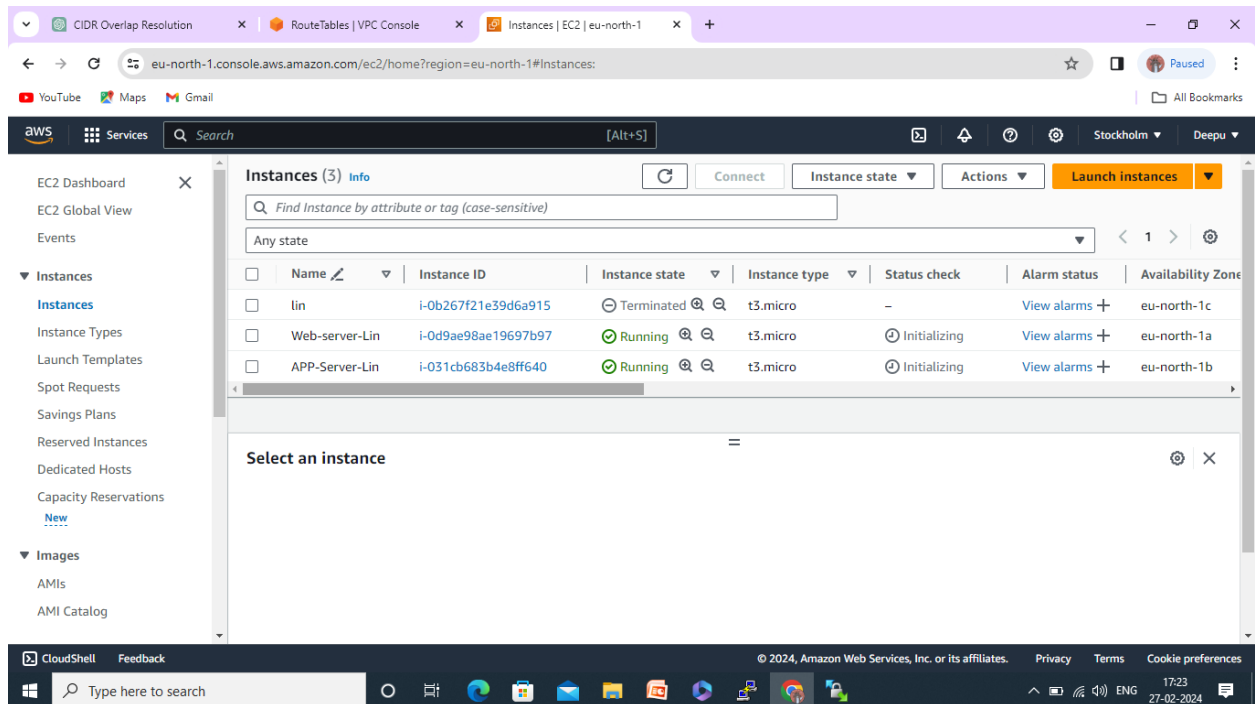 CIDR Overlap Resolution
RouteTables | VPC Console
Instances | EC2 | eu-north-1
eu-north-1.console.aws.amazon.com/ec2/home?region=eu-north-1#Instances:
Paused
YouTube Maps Gmail
All Bookmarks
aws Services Search [Alt+S] Stockholm Deepu
EC2 Dashboard
EC2 Global View
Events
Instances
Instances
Instance Types
Launch Templates
Spot Requests
Savings Plans
Reserved Instances
Dedicated Hosts
Capacity Reservations
New
Images
AMIs
AMI Catalog
Instances (3) Info
Connect Instance state Actions Launch instances
Find Instance by attribute or tag (case-sensitive)
Any state
1
Name Instance ID Instance state Instance type Status check Alarm status Availability Zone
lin i-0b267f21e39d6a915 Terminated t3.micro – View alarms + eu-north-1c
Web-server-Lin i-0d9ae98ae19697b97 Running t3.micro Initializing View alarms + eu-north-1a
APP-Server-Lin i-031cb683b4e8ff640 Running t3.micro Initializing View alarms + eu-north-1b
Select an instance
CloudShell Feedback © 2024, Amazon Web Services, Inc. or its affiliates. Privacy Terms Cookie preferences
Type here to search
ENG
17:23
27-02-2024